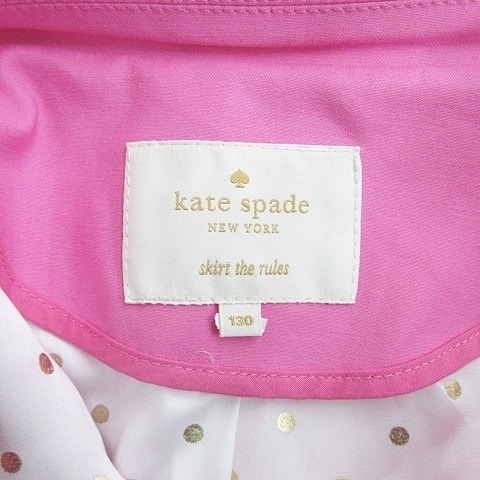 kate spade
NEW YORK
skirt the rules
130